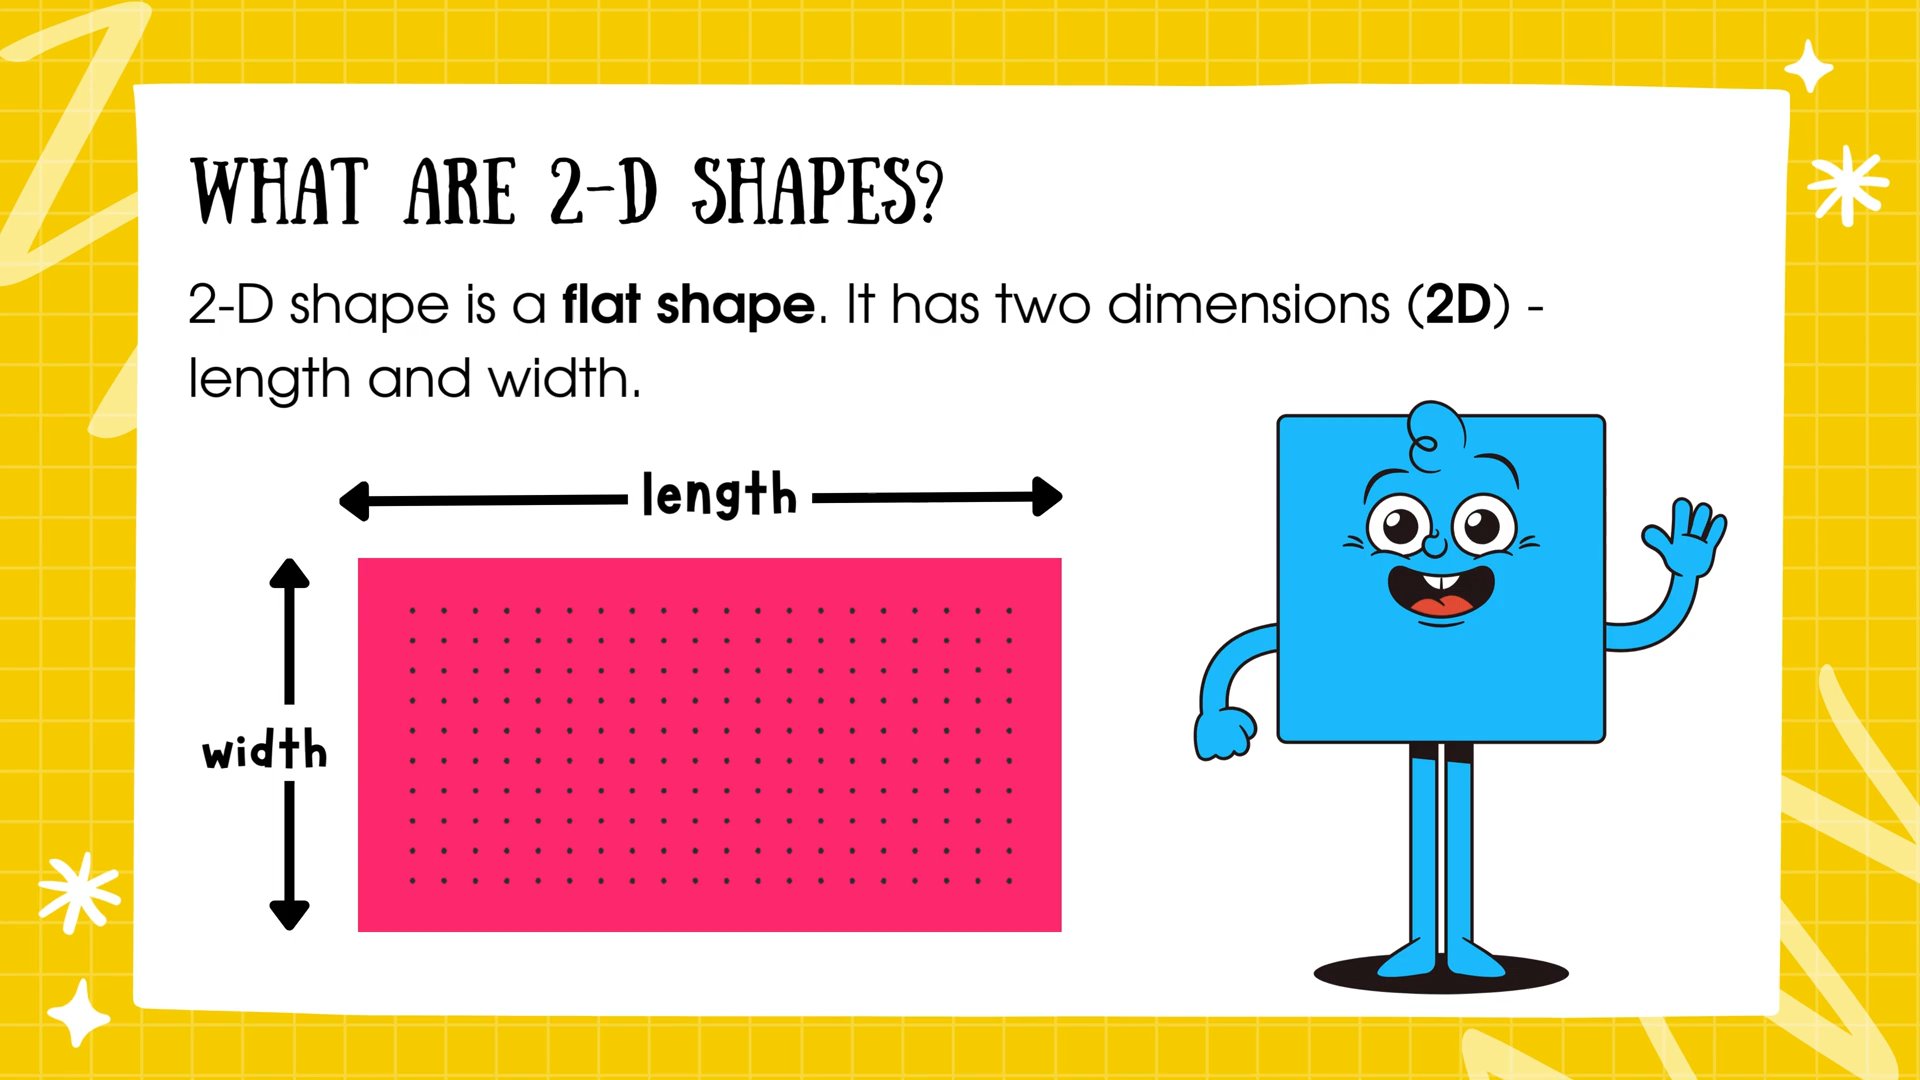 WHAT ARE 2-D SHAPES?
2-D shape is a flat shape. It has two dimensions (2D) -
length and width.
length
width